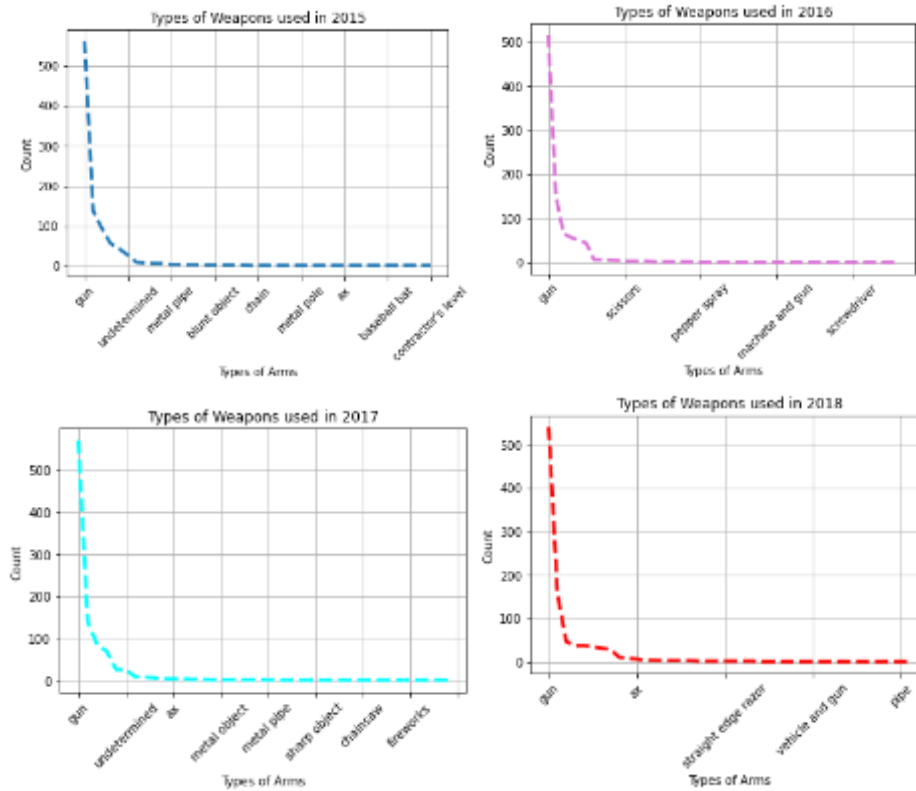 Types of Weapons used in 2015
500
400
300
200
100
0
Count
gun
undetermined
metal pipe
blunt object
chain
metal pole
ax
baseball bat
contractor's level
Types of Arms
Types of Weapons used in 2016
500
400
300
200
100
0
Count
gun
scissors
pepper spray
machete and gun
screwdriver
Types of Arms
Types of Weapons used in 2017
500
400
300
200
100
0
Count
gun
undetermined
ax
metal object
metal pipe
sharp object
chainsaw
fireworks
Types of Arms
Types of Weapons used in 2018
500
400
300
200
100
0
Count
gun
ax
straight edge razor
vehicle and gun
pipe
Types of Arms